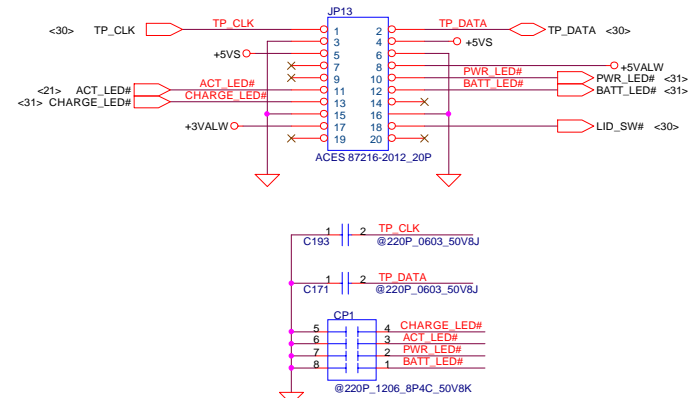 JP13
<30> TP_CLK TP_CLK 1 2 TP_DATA TP_DATA <30>
3 4 +5VS
+5VS 5 6
7 8 +5VALW
9 10 PWR_LED# PWR_LED# <31>
<21> ACT_LED# ACT_LED# 11 12 BATT_LED# BATT_LED# <31>
<31> CHARGE_LED# CHARGE_LED# 13 14
15 16
+3VALW 17 18 LID_SW# <30>
19 20
ACES 87216-2012_20P
1 2 TP_CLK
C193 @220P_0603_50V8J
1 2 TP_DATA
C171 @220P_0603_50V8J
CP1
5 4 CHARGE_LED#
6 3 ACT_LED#
7 2 PWR_LED#
8 1 BATT_LED#
@220P_1206_8P4C_50V8K